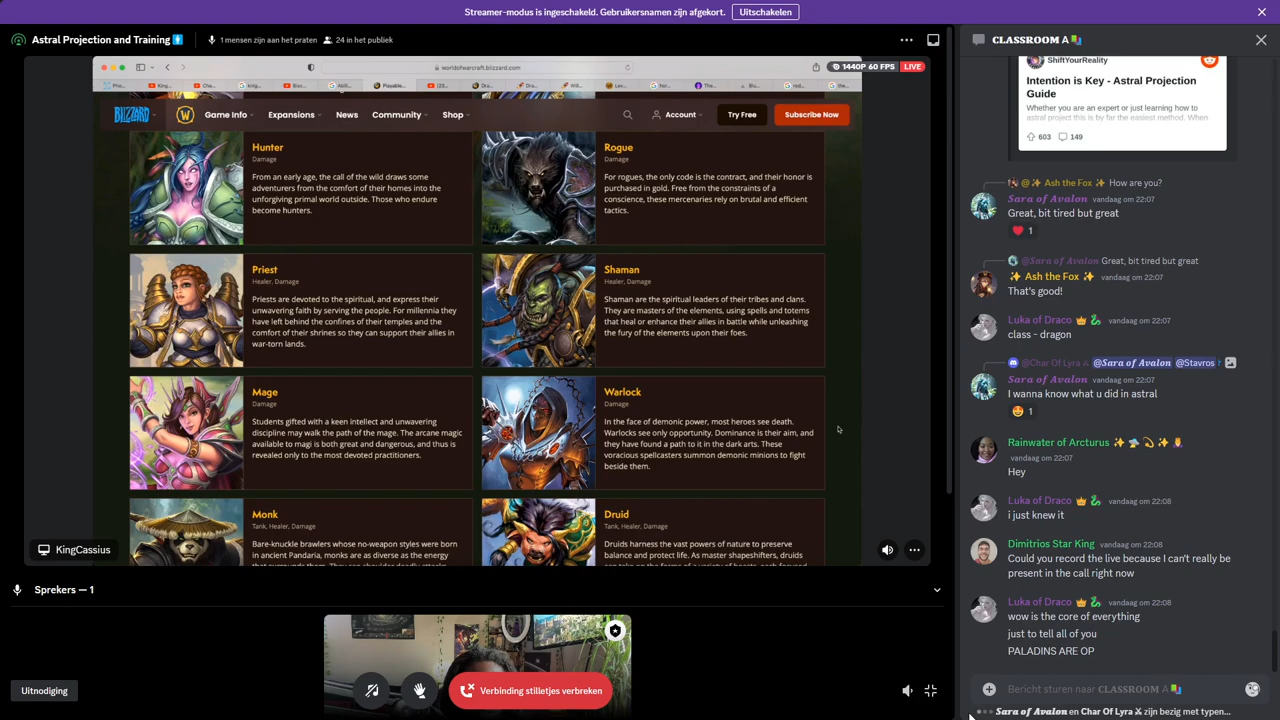 Streamer-modus is ingeschakeld. Gebruikersnamen zijn afgekort. Uitschakelen
Astral Projection and Training 1 mensen zijn aan het praten 24 in het publiek
worldofwarcraft.blizzard.com
1440P 60 FPS LIVE
BLIZZARD W Game Info Expansions News Community Shop Account Try Free Subscribe Now
Hunter
Damage
From an early age, the call of the wild draws some
adventurers from the comfort of their homes into the
unforgiving primal world outside. Those who endure
become hunters.
Rogue
Damage
For rogues, the only code is the contract, and their honor is
purchased in gold. Free from the constraints of a
conscience, these mercenaries rely on brutal and efficient
tactics.
Priest
Healer, Damage
Priests are devoted to the spiritual, and express their
unwavering faith by serving the people. For millennia they
have left behind the confines of their temples and the
comfort of their shrines so they can support their allies in
war-torn lands.
Shaman
Healer, Damage
Shaman are the spiritual leaders of their tribes and clans.
They are masters of the elements, using spells and totems
that heal or enhance their allies in battle while unleashing
the fury of the elements upon their foes.
Mage
Damage
Students gifted with a keen intellect and unwavering
discipline may walk the path of the mage. The arcane magic
available to magi is both great and dangerous, and thus is
revealed only to the most devoted practitioners.
Warlock
Damage
In the face of demonic power, most heroes see death.
Warlocks see only opportunity. Dominance is their aim, and
they have found a path to it in the dark arts. These
voracious spellcasters summon demonic minions to fight
beside them.
Monk
Tank, Healer, Damage
Bare-knuckle brawlers whose no-weapon styles were born
in ancient Pandaria, monks are as diverse as the energy
Druid
Tank, Healer, Damage
Druids harness the vast powers of nature to preserve
balance and protect life. As master shapeshifters, druids
KingCassius
Sprekers — 1
Uitnodiging
Verbinding stilletjes verbreken
CLASSROOM A
ShiftYourReality
Intention is Key - Astral Projection
Guide
Whether you are an expert or just learning how to
astral project this is by far the easiest method. When
603 149
@ Ash the Fox How are you?
Sara of Avalon vandaag om 22:07
Great, bit tired but great
1
@Sara of Avalon Great, bit tired but great
Ash the Fox vandaag om 22:07
That's good!
Luka of Draco vandaag om 22:07
class - dragon
@Char Of Lyra @Sara of Avalon @Stavros
Sara of Avalon vandaag om 22:07
I wanna know what u did in astral
1
Rainwater of Arcturus
vandaag om 22:07
Hey
Luka of Draco vandaag om 22:08
i just knew it
Dimitrios Star King vandaag om 22:08
Could you record the live because I can't really be
present in the call right now
Luka of Draco vandaag om 22:08
wow is the core of everything
just to tell all of you
PALADINS ARE OP
Bericht sturen naar CLASSROOM A
Sara of Avalon en Char Of Lyra zijn bezig met typen...